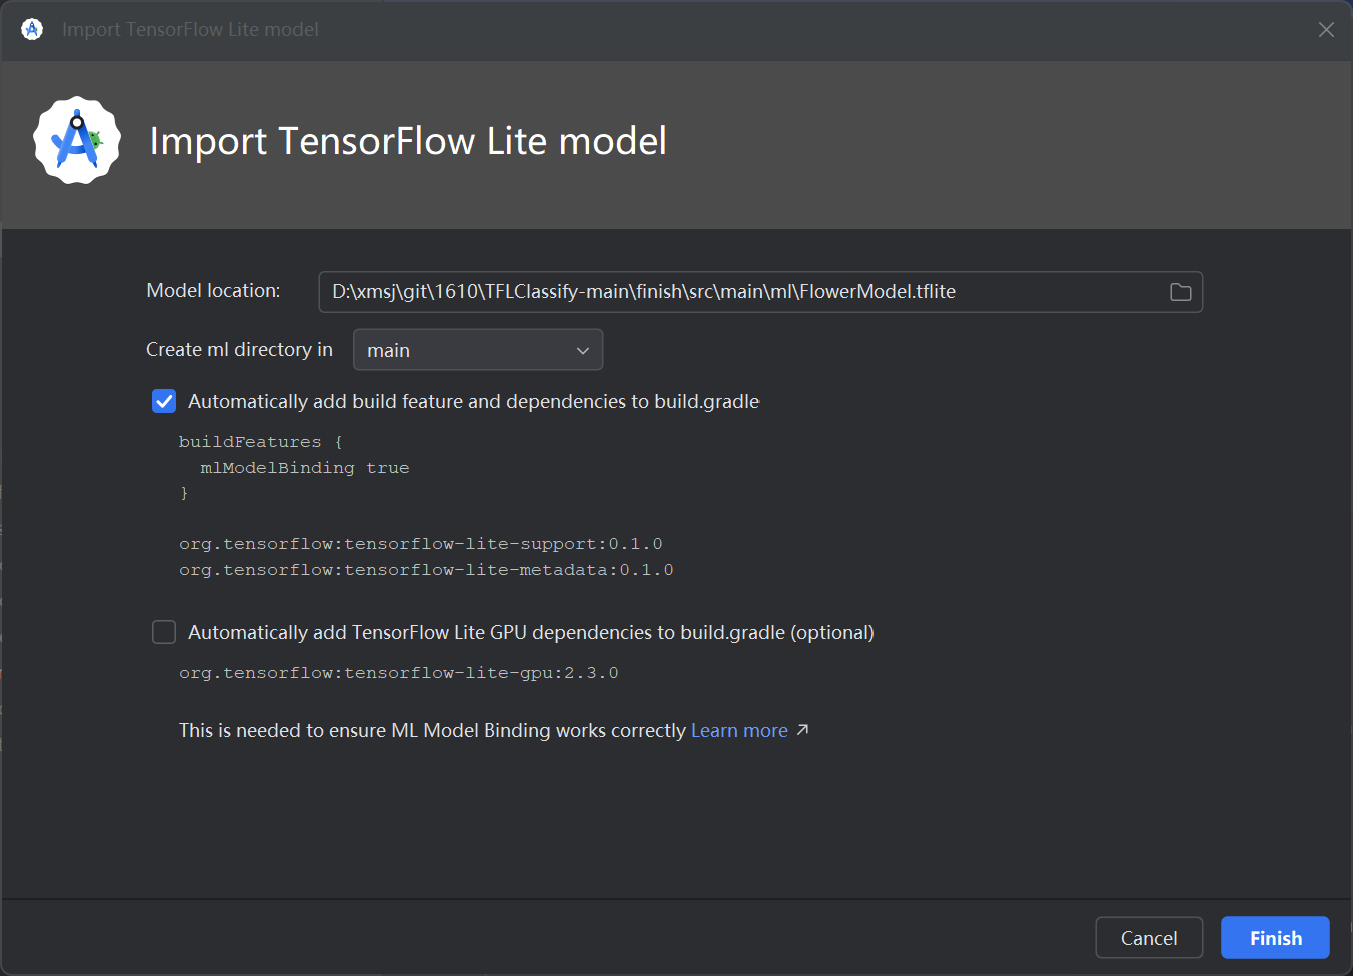 Import TensorFlow Lite model
Import TensorFlow Lite model
Model location: D:\xmsj\git\1610\TFLClassify-main\finish\src\main\ml\FlowerModel.tflite
Create ml directory in main
Automatically add build feature and dependencies to build.gradle
buildFeatures {
  mlModelBinding true
}
org.tensorflow:tensorflow-lite-support:0.1.0
org.tensorflow:tensorflow-lite-metadata:0.1.0
Automatically add TensorFlow Lite GPU dependencies to build.gradle (optional)
org.tensorflow:tensorflow-lite-gpu:2.3.0
This is needed to ensure ML Model Binding works correctly Learn more ↗
Cancel Finish